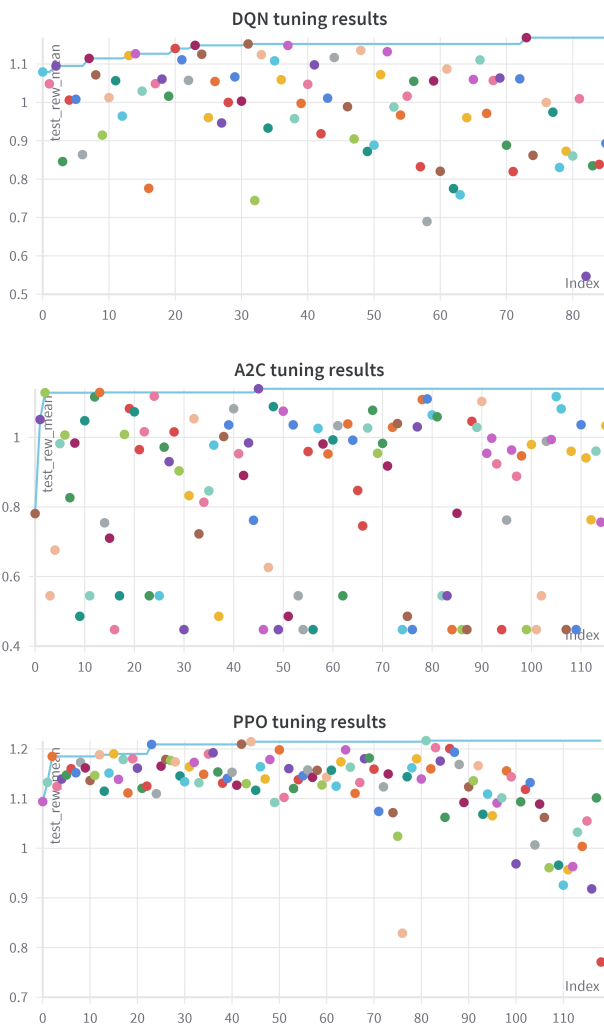 DQN tuning results
test_rew_mean
1.1
1
0.9
0.8
0.7
0.6
0.5
Index
0 10 20 30 40 50 60 70 80
A2C tuning results
test_rew_mean
1
0.8
0.6
0.4
Index
0 10 20 30 40 50 60 70 80 90 100 110
PPO tuning results
test_rew_mean
1.2
1.1
1
0.9
0.8
0.7
Index
0 10 20 30 40 50 60 70 80 90 100 110